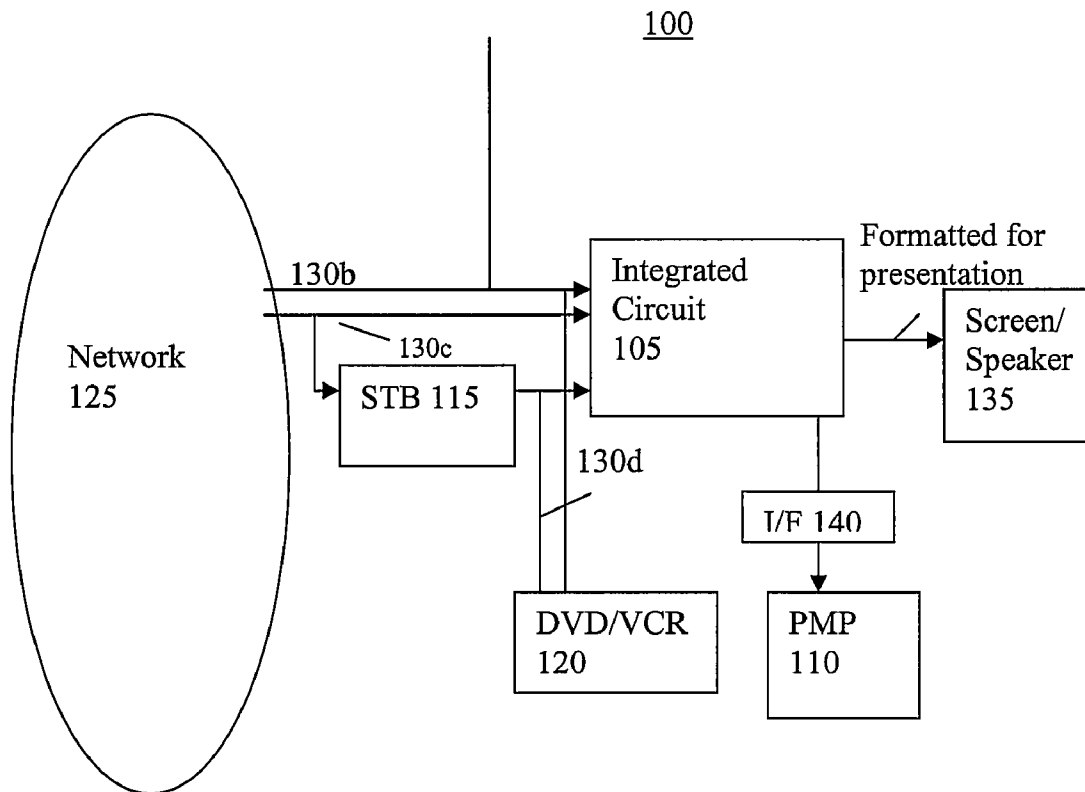 100
130b
Integrated
Circuit
105
Formatted for
presentation
Network
125
130c
STB 115
Screen/
Speaker
135
130d
I/F 140
DVD/VCR
120
PMP
110